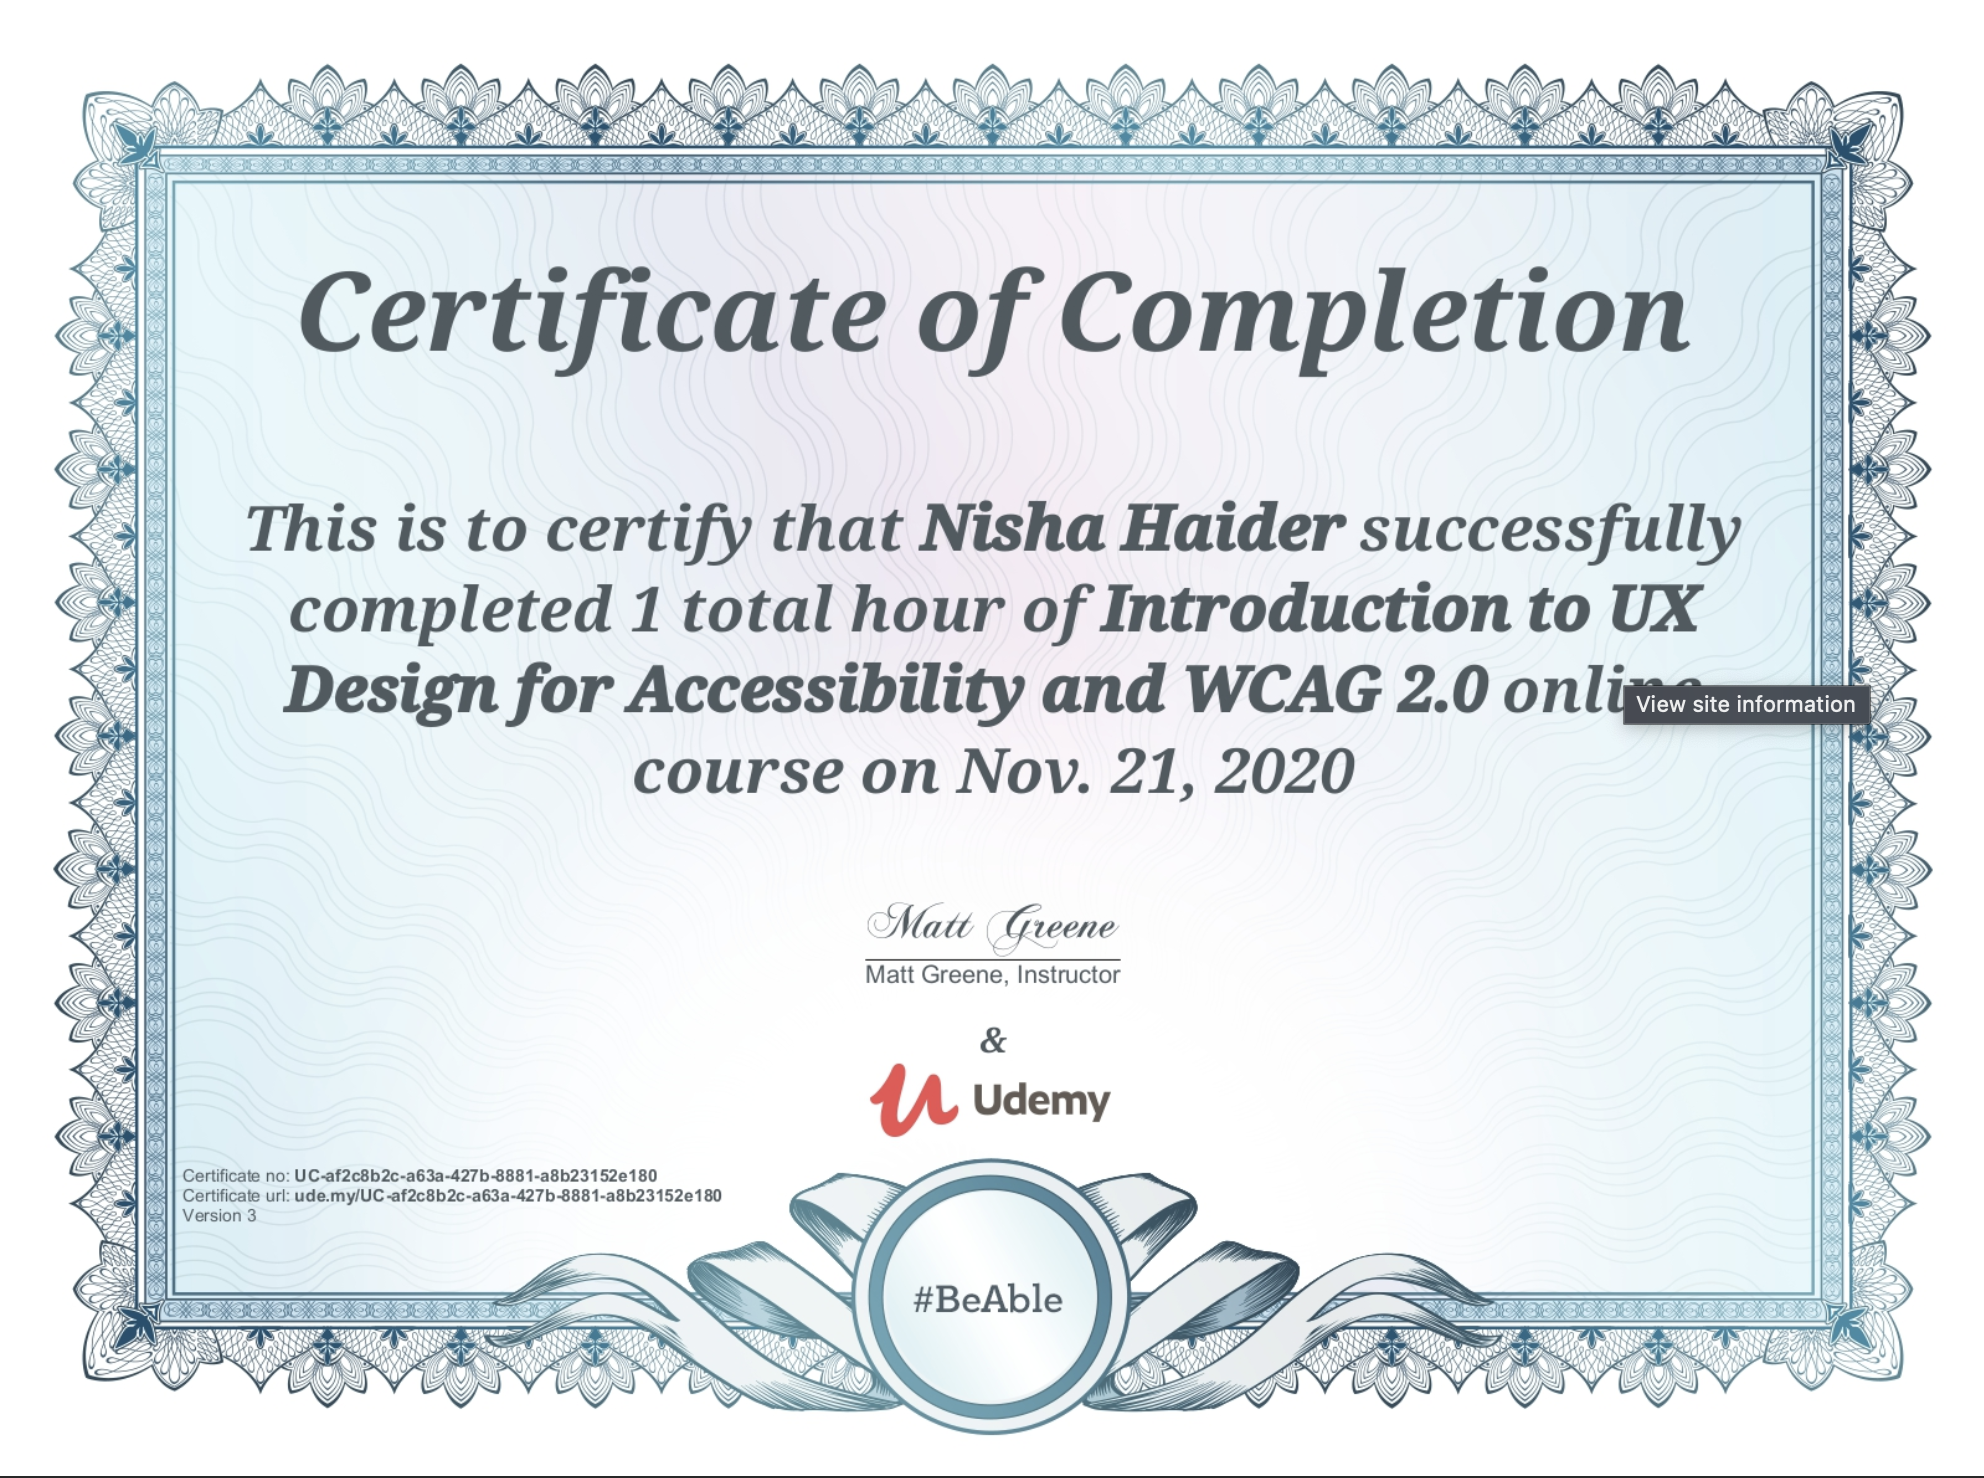 Certificate of Completion
This is to certify that Nisha Haider successfully
completed 1 total hour of Introduction to UX
Design for Accessibility and WCAG 2.0 online
View site information
course on Nov. 21, 2020
Matt Greene
Matt Greene, Instructor
&
Udemy
Certificate no: UC-af2c8b2c-a63a-427b-8881-a8b23152e180
Certificate url: ude.my/UC-af2c8b2c-a63a-427b-8881-a8b23152e180
Version 3
#BeAble